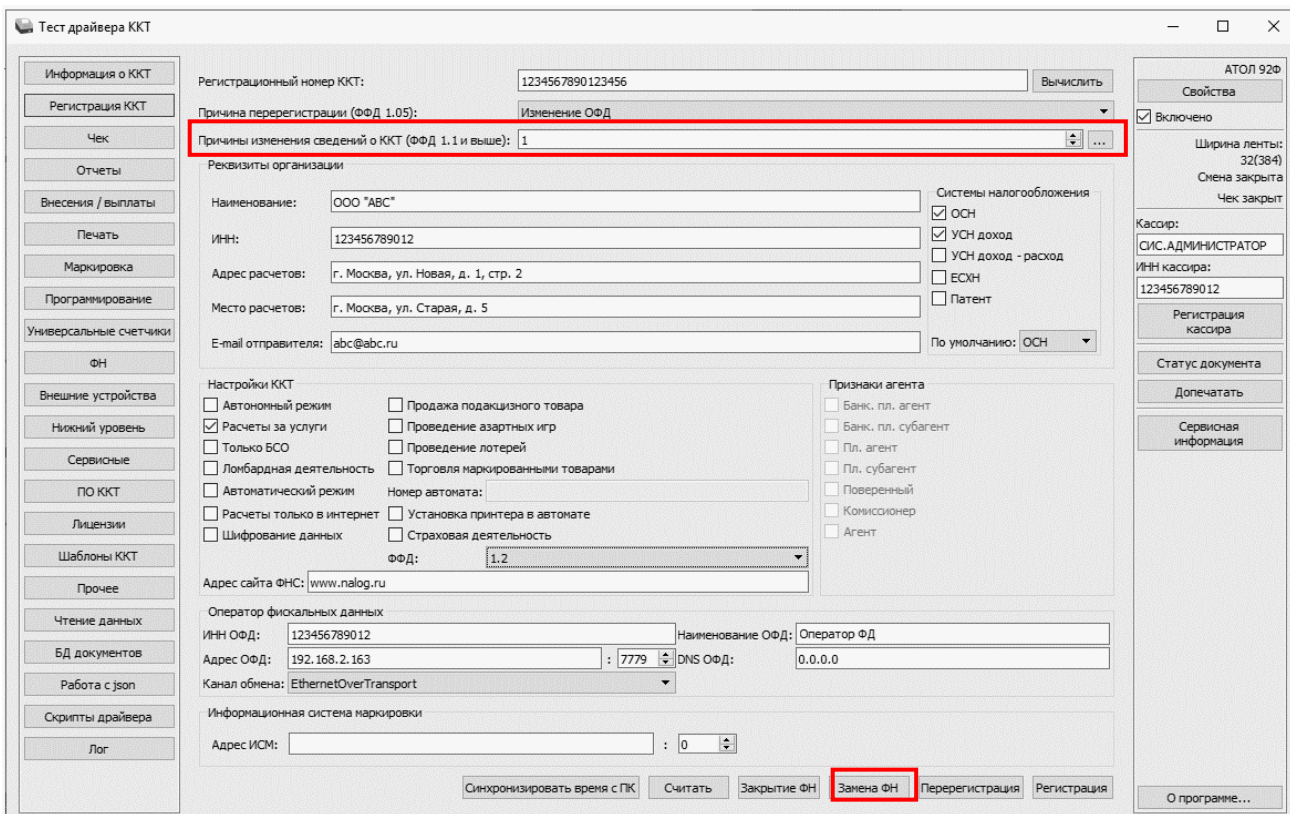 Тест драйвера ККТ
Информация о ККТ
Регистрация ККТ
Чек
Отчеты
Внесения / выплаты
Печать
Маркировка
Программирование
Универсальные счетчики
ФН
Внешние устройства
Нижний уровень
Сервисные
ПО ККТ
Лицензии
Шаблоны ККТ
Прочее
Чтение данных
БД документов
Работа с json
Скрипты драйвера
Лог
Регистрационный номер ККТ: 1234567890123456 Вычислить
Причина перерегистрации (ФФД 1.05): Изменение ОФД
Причины изменения сведений о ККТ (ФФД 1.1 и выше): 1 ...
Реквизиты организации
Наименование: ООО "АВС"
ИНН: 123456789012
Адрес расчетов: г. Москва, ул. Новая, д. 1, стр. 2
Место расчетов: г. Москва, ул. Старая, д. 5
E-mail отправителя: abc@abc.ru
Системы налогообложения
ОСН
УСН доход
УСН доход - расход
ЕСХН
Патент
По умолчанию: ОСН
Настройки ККТ
Автономный режим Продажа подакцизного товара
Расчеты за услуги Проведение азартных игр
Только БСО Проведение лотерей
Ломбардная деятельность Торговля маркированными товарами
Автоматический режим Номер автомата:
Расчеты только в интернет Установка принтера в автомате
Шифрование данных Страховая деятельность
ФФД: 1.2
Адрес сайта ФНС: www.nalog.ru
Признаки агента
Банк. пл. агент
Банк. пл. субагент
Пл. агент
Пл. субагент
Поверенный
Комиссионер
Агент
Оператор фискальных данных
ИНН ОФД: 123456789012 Наименование ОФД: Оператор ФД
Адрес ОФД: 192.168.2.163 : 7779 DNS ОФД: 0.0.0.0
Канал обмена: EthernetOverTransport
Информационная система маркировки
Адрес ИСМ: : 0
Синхронизировать время с ПК Считать Закрытие ФН Замена ФН Перерегистрация Регистрация
АТОЛ 92Ф
Свойства
Включено
Ширина ленты:
32(384)
Смена закрыта
Чек закрыт
Кассир:
СИС.АДМИНИСТРАТОР
ИНН кассира:
123456789012
Регистрация
кассира
Статус документа
Допечатать
Сервисная
информация
О программе...